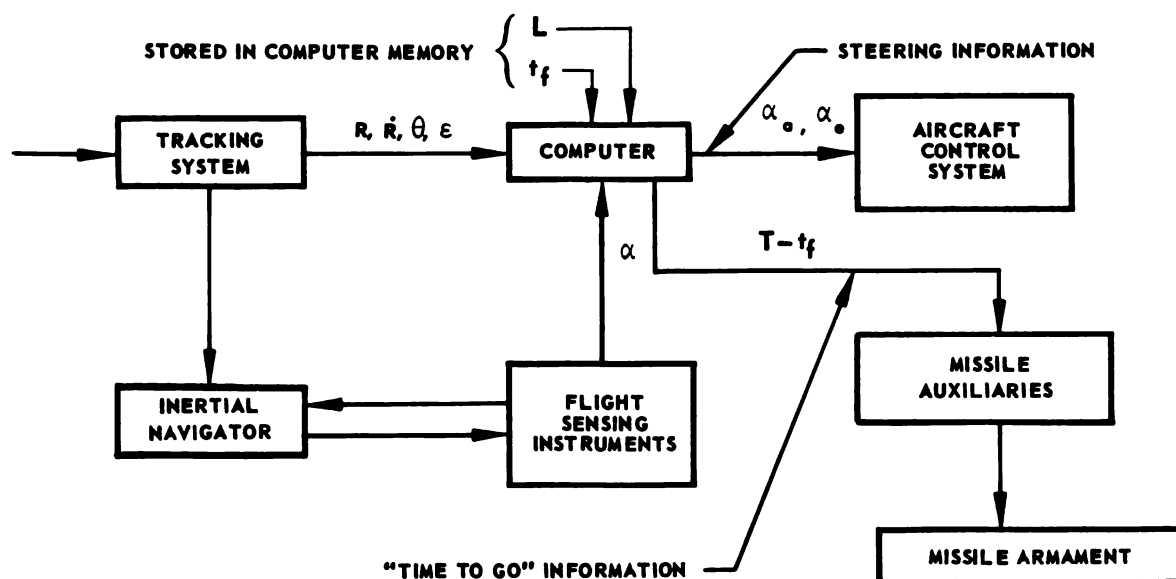 STORED IN COMPUTER MEMORY
L
t_f
STEERING INFORMATION
TRACKING
SYSTEM
R, Ṙ, θ, ε
COMPUTER
α_a, α_e
AIRCRAFT
CONTROL
SYSTEM
α
T-t_f
INERTIAL
NAVIGATOR
FLIGHT
SENSING
INSTRUMENTS
MISSILE
AUXILIARIES
"TIME TO GO" INFORMATION
MISSILE ARMAMENT